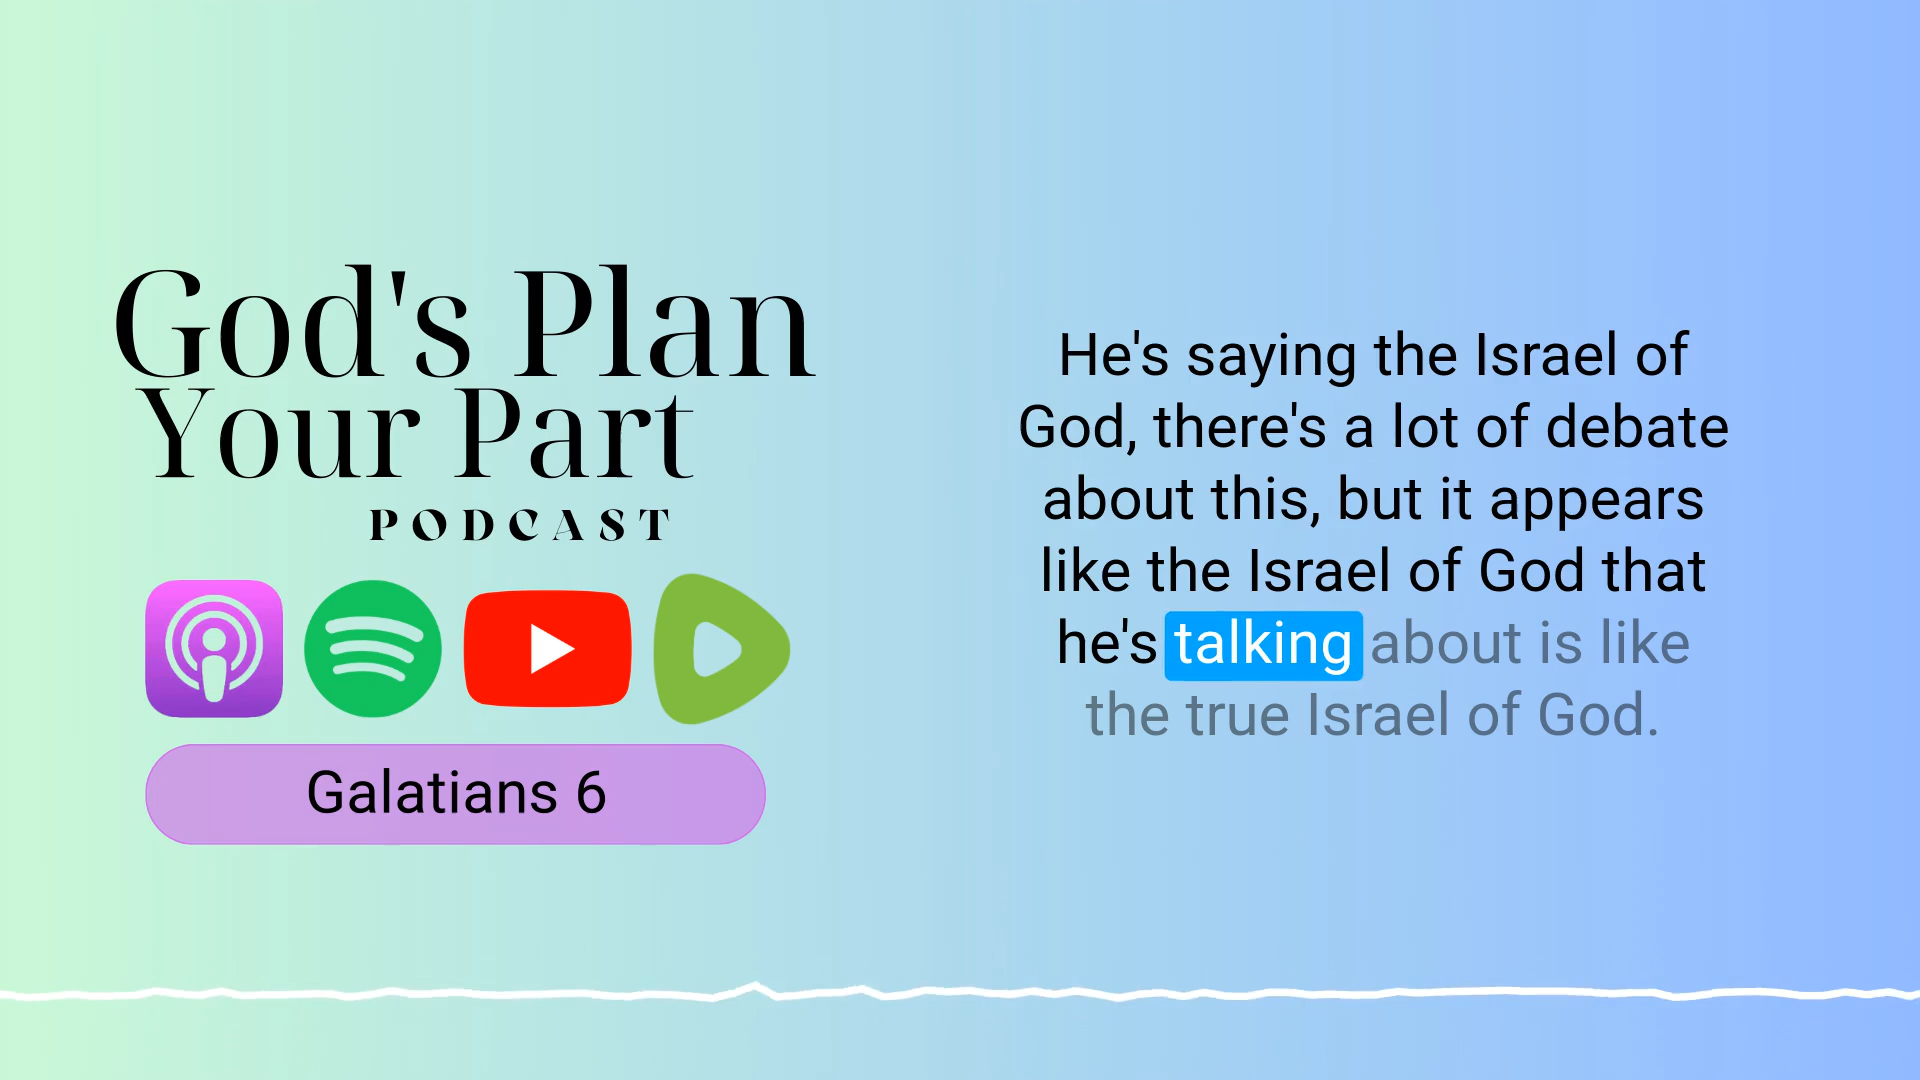 God's Plan
Your Part
PODCAST
Galatians 6
He's saying the Israel of
God, there's a lot of debate
about this, but it appears
like the Israel of God that
he's talking about is like
the true Israel of God.